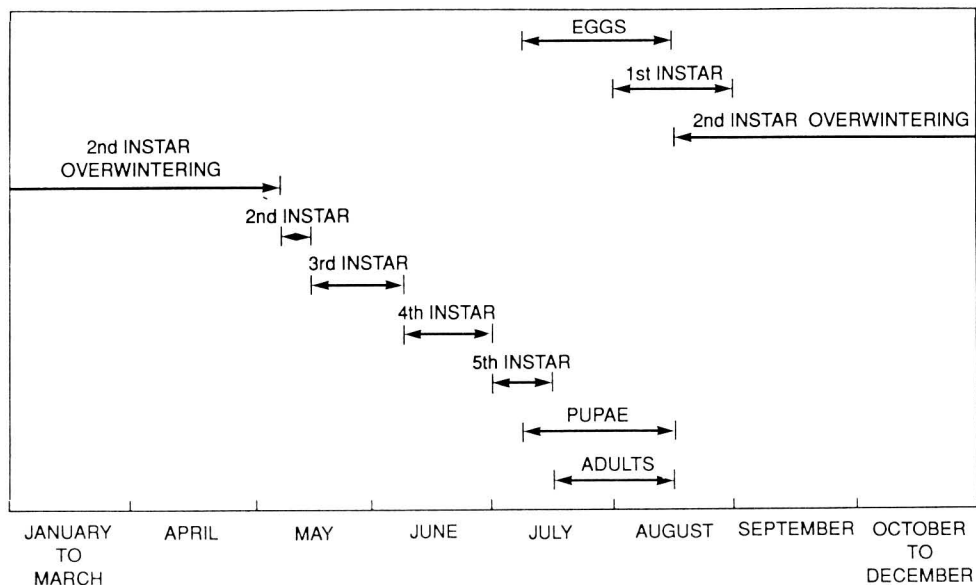 EGGS
1st INSTAR
2nd INSTAR OVERWINTERING
2nd INSTAR
OVERWINTERING
2nd INSTAR
3rd INSTAR
4th INSTAR
5th INSTAR
PUPAE
ADULTS
JANUARY
TO
MARCH
APRIL
MAY
JUNE
JULY
AUGUST
SEPTEMBER
OCTOBER
TO
DECEMBER